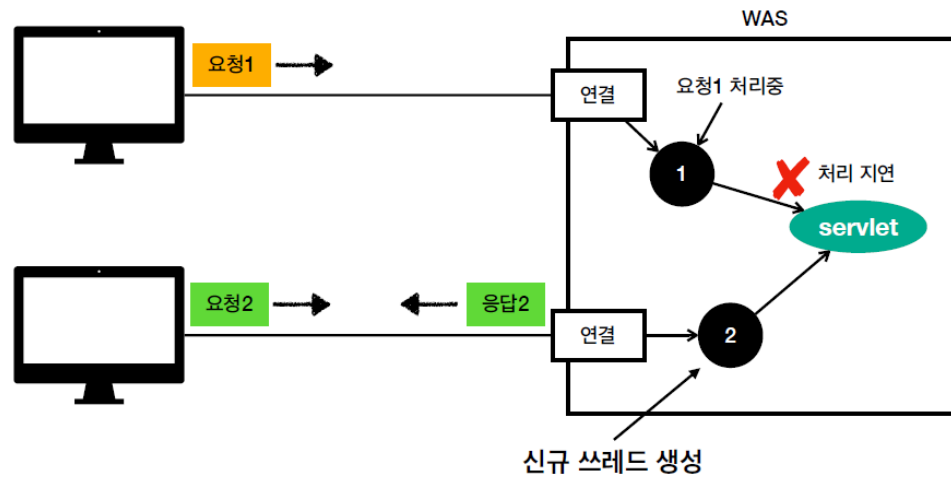 WAS
요청1
연결
요청1 처리중
1
처리 지연
servlet
요청2
응답2
연결
2
신규 쓰레드 생성